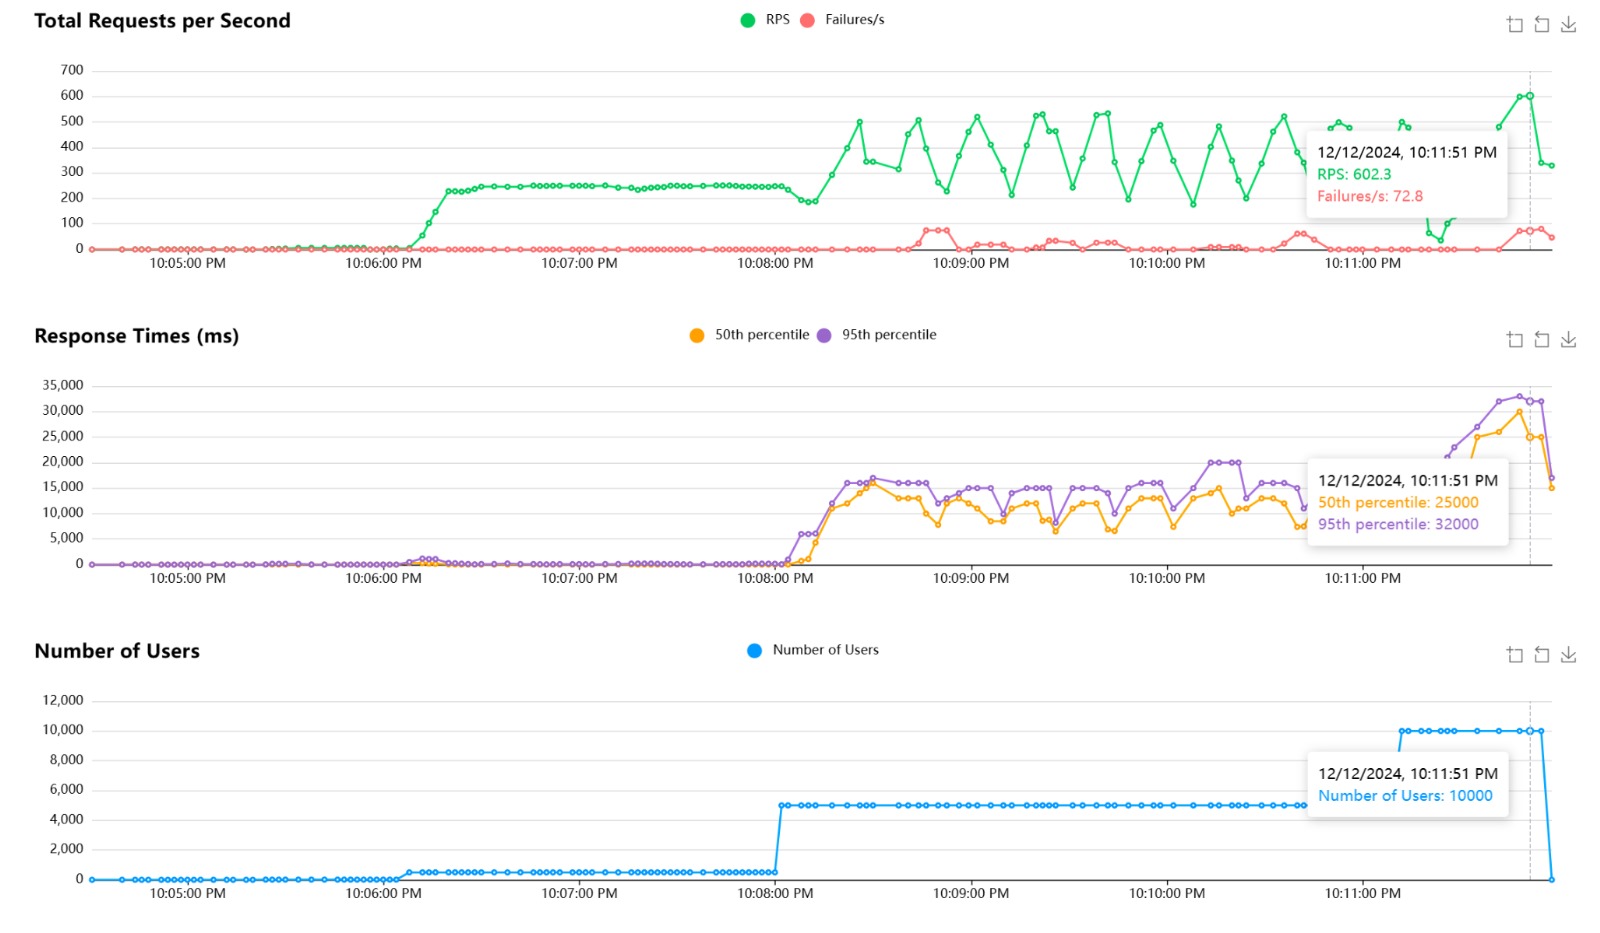 Total Requests per Second
RPS Failures/s
700
600
500
400
300
200
100
0
12/12/2024, 10:11:51 PM
RPS: 602.3
Failures/s: 72.8
10:05:00 PM 10:06:00 PM 10:07:00 PM 10:08:00 PM 10:09:00 PM 10:10:00 PM 10:11:00 PM
Response Times (ms)
50th percentile 95th percentile
35,000
30,000
25,000
20,000
15,000
10,000
5,000
0
12/12/2024, 10:11:51 PM
50th percentile: 25000
95th percentile: 32000
10:05:00 PM 10:06:00 PM 10:07:00 PM 10:08:00 PM 10:09:00 PM 10:10:00 PM 10:11:00 PM
Number of Users
Number of Users
12,000
10,000
8,000
6,000
4,000
2,000
0
12/12/2024, 10:11:51 PM
Number of Users: 10000
10:05:00 PM 10:06:00 PM 10:07:00 PM 10:08:00 PM 10:09:00 PM 10:10:00 PM 10:11:00 PM